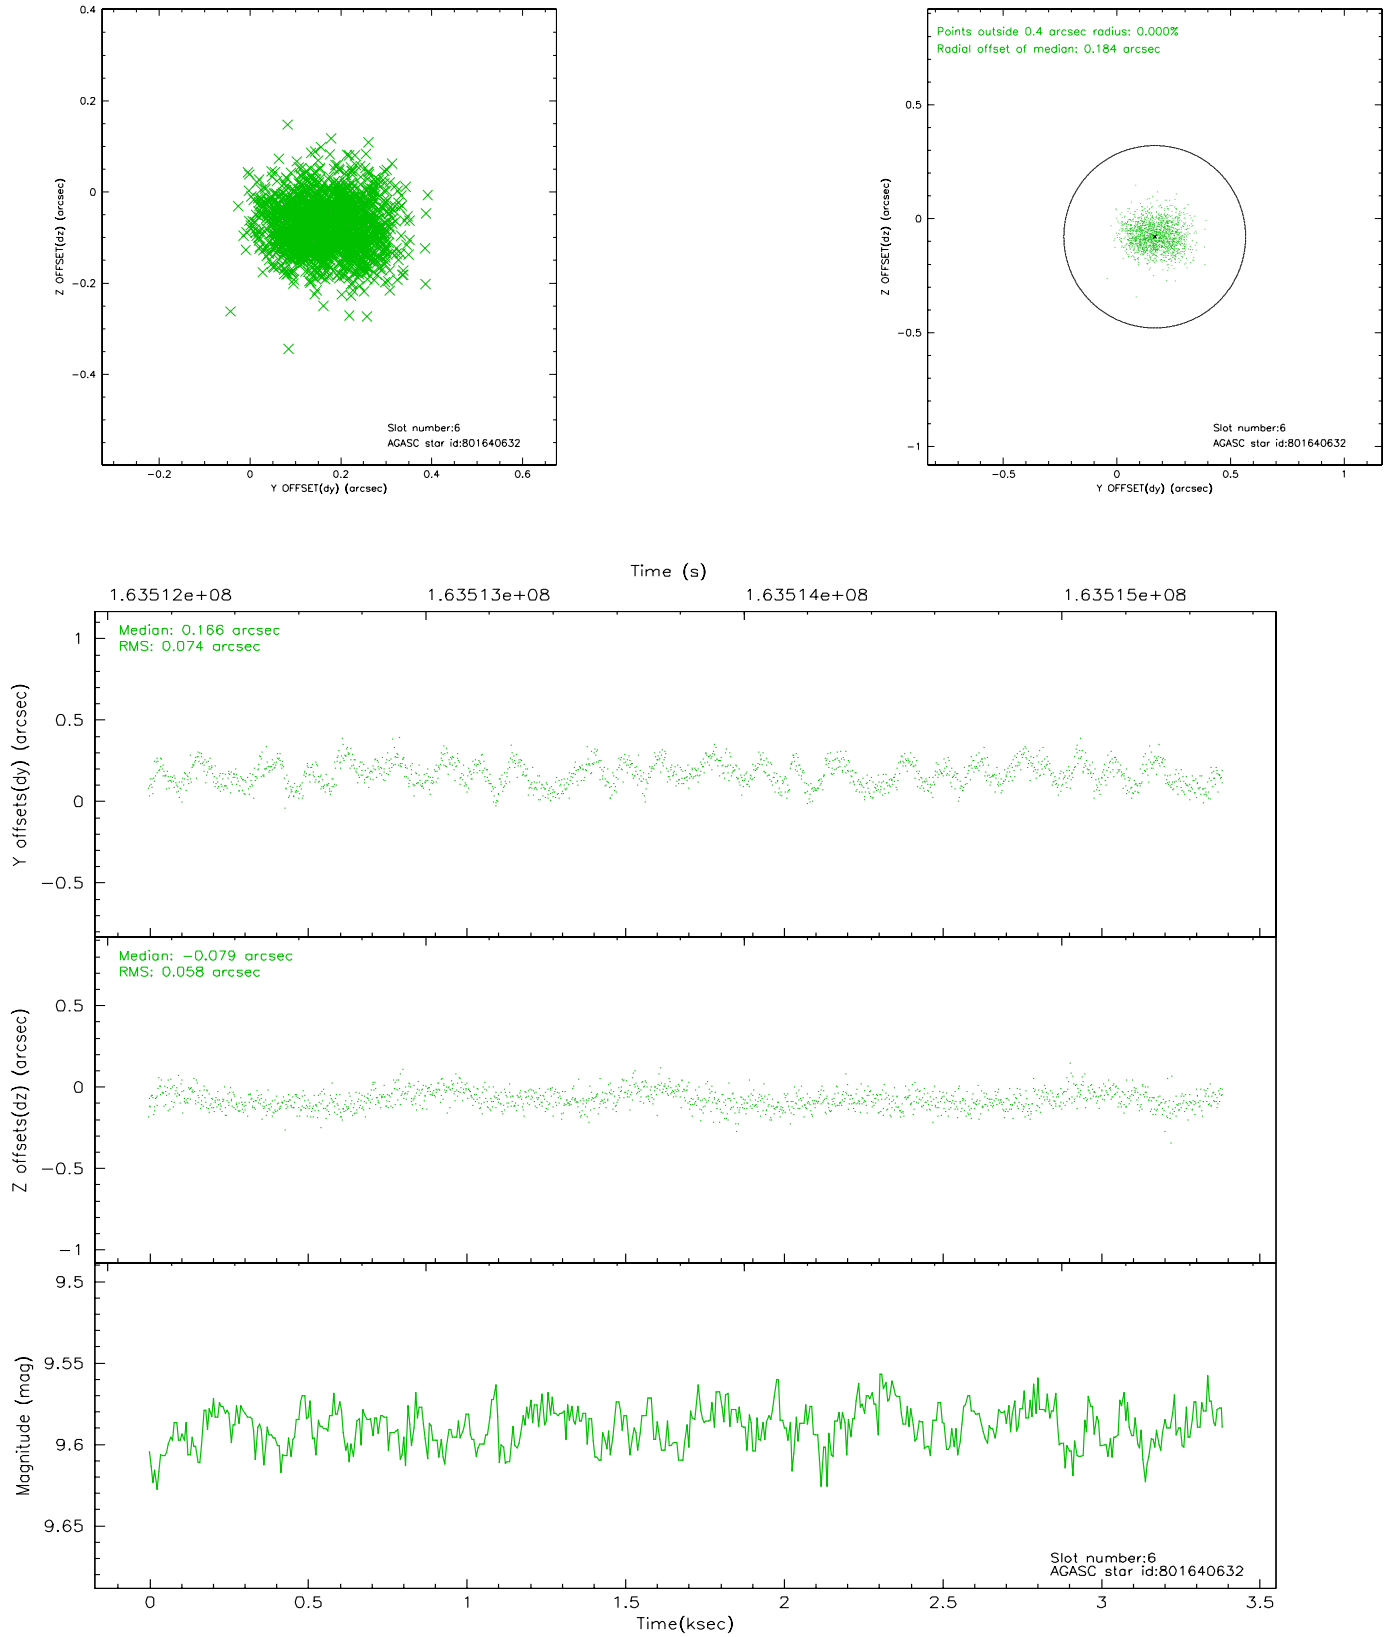 0.4
0.2
0
−0.2
−0.4
Z OFFSET(dz) (arcsec)
Slot number:6
AGASC star id:801640632
−0.2 0 0.2 0.4 0.6
Y OFFSET(dy) (arcsec)
Points outside 0.4 arcsec radius: 0.000%
Radial offset of median: 0.184 arcsec
0.5
0
−0.5
−1
Z OFFSET(dz) (arcsec)
Slot number:6
AGASC star id:801640632
−0.5 0 0.5 1
Y OFFSET(dy) (arcsec)
Time (s)
1.63512e+08 1.63513e+08 1.63514e+08 1.63515e+08
Median: 0.166 arcsec
RMS: 0.074 arcsec
1
0.5
0
−0.5
Y offsets(dy) (arcsec)
Median: −0.079 arcsec
RMS: 0.058 arcsec
0.5
0
−0.5
−1
Z offsets(dz) (arcsec)
9.5
9.55
9.6
9.65
Magnitude (mag)
Slot number:6
AGASC star id:801640632
0 0.5 1 1.5 2 2.5 3 3.5
Time(ksec)